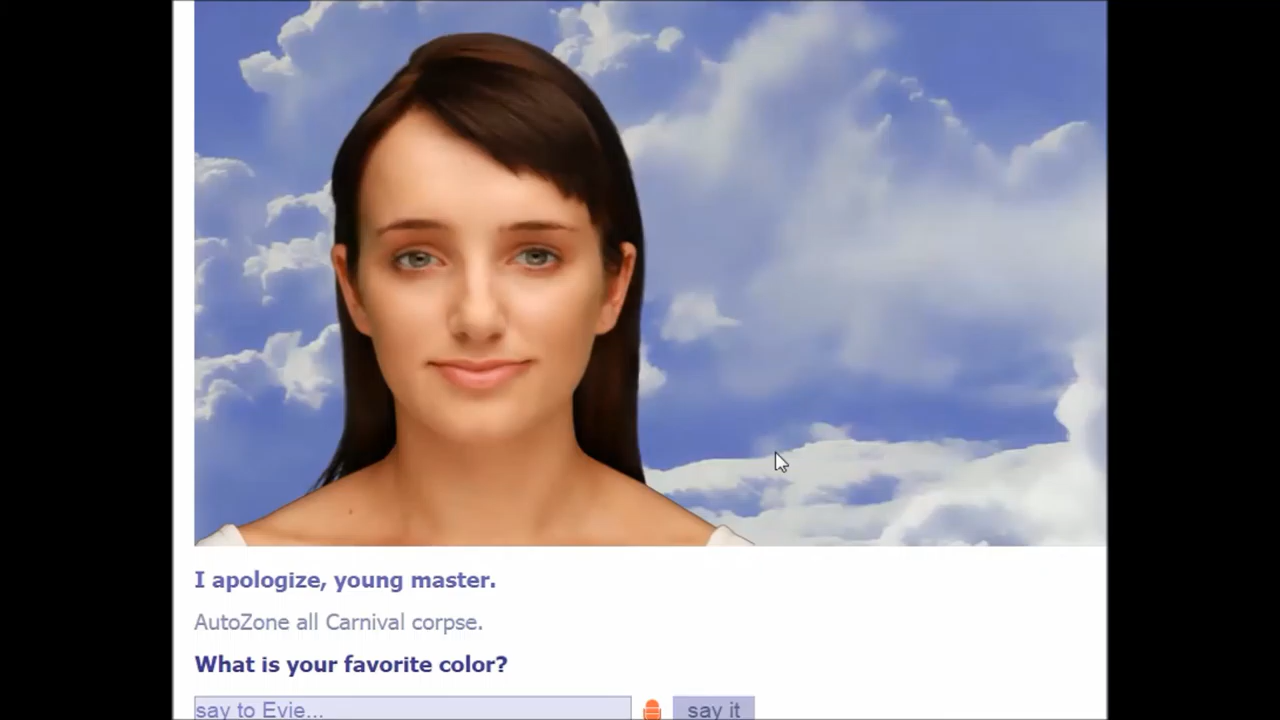 I apologize, young master.
AutoZone all Carnival corpse.
What is your favorite color?
say to Evie...
say it